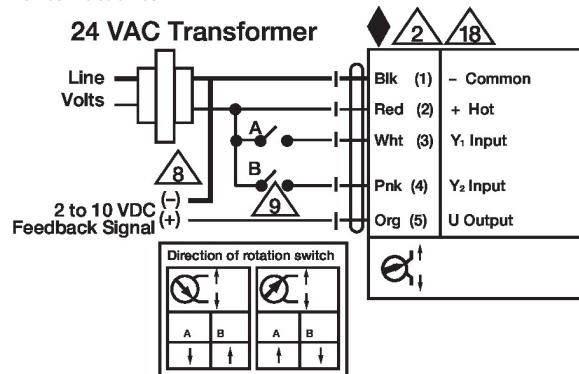 24 VAC Transformer
2
18
Line
Volts
Blk (1) – Common
Red (2) + Hot
A
Wht (3) Y₁ Input
B
Pnk (4) Y₂ Input
8
9
(–)
2 to 10 VDC
Feedback Signal (+)
Org (5) U Output
Direction of rotation switch
A B A B